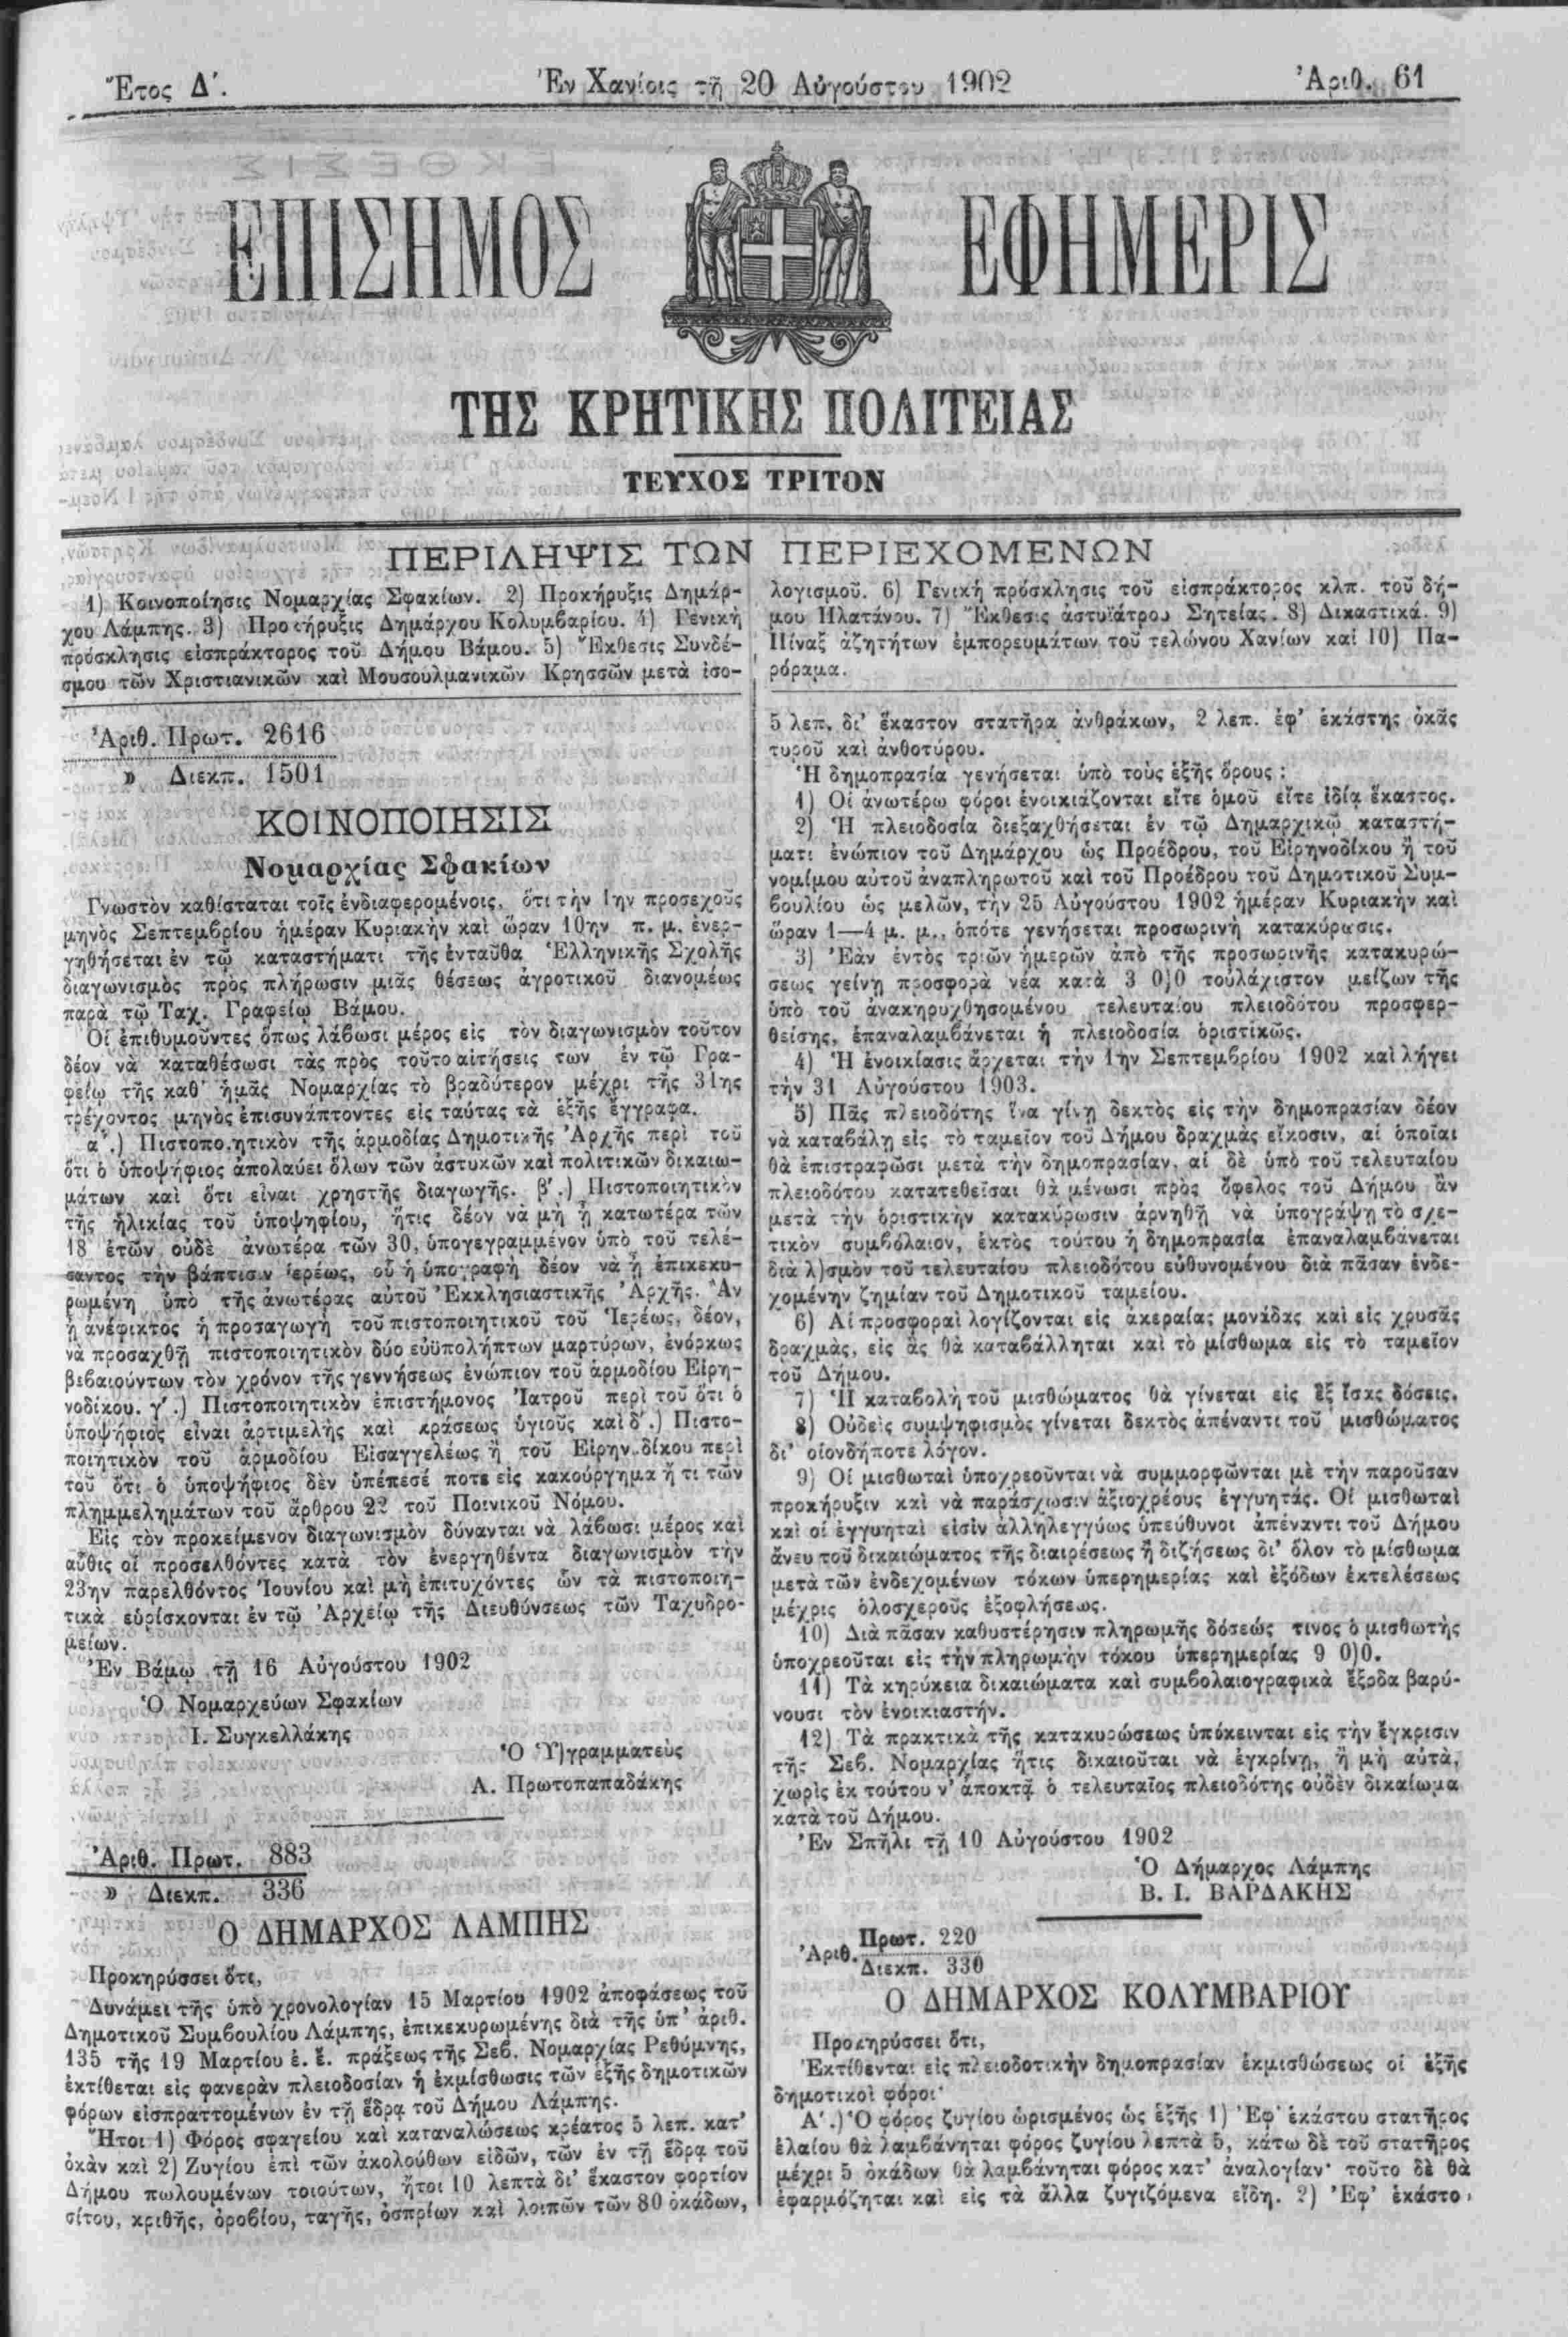 Ἔτος Δ΄.
Ἐν Χανίοις τῇ 20 Αὐγούστου 1902
Ἀριθ. 61
ΕΠΙΣΗΜΟΣ ΕΦΗΜΕΡΙΣ
ΤΗΣ ΚΡΗΤΙΚΗΣ ΠΟΛΙΤΕΙΑΣ
ΤΕΥΧΟΣ ΤΡΙΤΟΝ
ΠΕΡΙΛΗΨΙΣ ΤΩΝ ΠΕΡΙΕΧΟΜΕΝΩΝ
1) Κοινοποίησις Νομαρχίας Σφακίων. 2) Προκήρυξις Δημάρ-
χου Λάμπης. 3) Προκήρυξις Δημάρχου Κολυμβαρίου. 4) Γενικὴ
πρόσκλησις εἰσπράκτορος τοῦ Δήμου Βάμου. 5) Ἔκθεσις Συνδέ-
σμου τῶν Χριστιανικῶν καὶ Μουσουλμανικῶν Κρησσῶν μετὰ ἰσο-
λογισμοῦ. 6) Γενικὴ πρόσκλησις τοῦ εἰσπράκτορος κλπ. τοῦ δή-
μου Πλατάνου. 7) Ἔκθεσις ἀστυϊάτρου Σητείας. 8) Δικαστικά. 9)
Πίναξ ἀζητήτων ἐμπορευμάτων τοῦ τελώνου Χανίων καὶ 10) Πα-
ρόραμα.
Ἀριθ. Πρωτ. 2616
» Διεκπ. 1501
ΚΟΙΝΟΠΟΙΗΣΙΣ
Νομαρχίας Σφακίων
Γνωστὸν καθίσταται τοῖς ἐνδιαφερομένοις, ὅτι τὴν 1ην προσεχοῦς
μηνὸς Σεπτεμβρίου ἡμέραν Κυριακὴν καὶ ὥραν 10ην π. μ. ἐνερ-
γηθήσεται ἐν τῷ καταστήματι τῆς ἐνταῦθα Ἑλληνικῆς Σχολῆς
διαγωνισμὸς πρὸς πλήρωσιν μιᾶς θέσεως ἀγροτικοῦ διανομέως
παρὰ τῷ Ταχ. Γραφείῳ Βάμου.
Οἱ ἐπιθυμοῦντες ὅπως λάβωσι μέρος εἰς τὸν διαγωνισμὸν τοῦτον
δέον νὰ καταθέσωσι τὰς πρὸς τοῦτο αἰτήσεις των ἐν τῷ Γρα-
φείῳ τῆς καθ᾽ ἡμᾶς Νομαρχίας τὸ βραδύτερον μέχρι τῆς 31ης
τρέχοντος μηνὸς ἐπισυνάπτοντες εἰς ταύτας τὰ ἑξῆς ἔγγραφα.
α΄.) Πιστοποιητικὸν τῆς ἁρμοδίας Δημοτικῆς Ἀρχῆς περὶ τοῦ
ὅτι ὁ ὑποψήφιος ἀπολαύει ὅλων τῶν ἀστυκῶν καὶ πολιτικῶν δικαιω-
μάτων καὶ ὅτι εἶναι χρηστῆς διαγωγῆς. β΄.) Πιστοποιητικὸν
τῆς ἡλικίας τοῦ ὑποψηφίου, ἥτις δέον νὰ μὴ ᾖ κατωτέρα τῶν
18 ἐτῶν οὐδὲ ἀνωτέρα τῶν 30, ὑπογεγραμμένον ὑπὸ τοῦ τελέ-
σαντος τὴν βάπτισιν ἱερέως, οὗ ἡ ὑπογραφὴ δέον νὰ ᾖ ἐπικεκυ-
ρωμένη ὑπὸ τῆς ἀνωτέρας αὐτοῦ Ἐκκλησιαστικῆς Ἀρχῆς. Ἂν
ᾖ ἀνέφικτος ἡ προσαγωγὴ τοῦ πιστοποιητικοῦ τοῦ Ἱερέως, δέον,
νὰ προσαχθῇ πιστοποιητικὸν δύο εὐϋπολήπτων μαρτύρων, ἐνόρκως
βεβαιούντων τὸν χρόνον τῆς γεννήσεως ἐνώπιον τοῦ ἁρμοδίου Εἰρη-
νοδίκου. γ΄.) Πιστοποιητικὸν ἐπιστήμονος Ἰατροῦ περὶ τοῦ ὅτι ὁ
ὑποψήφιος εἶναι ἀρτιμελὴς καὶ κράσεως ὑγιοῦς καὶ δ΄.) Πιστο-
ποιητικὸν τοῦ ἁρμοδίου Εἰσαγγελέως ἢ τοῦ Εἰρηνοδίκου περὶ
τοῦ ὅτι ὁ ὑποψήφιος δὲν ὑπέπεσέ ποτε εἰς κακούργημα ἤ τι τῶν
πλημμελημάτων τοῦ ἄρθρου 22 τοῦ Ποινικοῦ Νόμου.
Εἰς τὸν προκείμενον διαγωνισμὸν δύνανται νὰ λάβωσι μέρος καὶ
αὖθις οἱ προσελθόντες κατὰ τὸν ἐνεργηθέντα διαγωνισμὸν τὴν
23ην παρελθόντος Ἰουνίου καὶ μὴ ἐπιτυχόντες ὧν τὰ πιστοποιη-
τικὰ εὑρίσκονται ἐν τῷ Ἀρχείῳ τῆς Διευθύνσεως τῶν Ταχυδρο-
μείων.
Ἐν Βάμῳ τῇ 16 Αὐγούστου 1902
Ὁ Νομαρχεύων Σφακίων
Ι. Συγκελλάκης
Ὁ Ὑ)γραμματεὺς
Α. Πρωτοπαπαδάκης
Ἀριθ. Πρωτ. 883
» Διεκπ. 336
Ο ΔΗΜΑΡΧΟΣ ΛΑΜΠΗΣ
Προκηρύσσει ὅτι,
Δυνάμει τῆς ὑπὸ χρονολογίαν 15 Μαρτίου 1902 ἀποφάσεως τοῦ
Δημοτικοῦ Συμβουλίου Λάμπης, ἐπικεκυρωμένης διὰ τῆς ὑπ᾽ ἀριθ.
135 τῆς 19 Μαρτίου ἐ. ἔ. πράξεως τῆς Σεβ. Νομαρχίας Ρεθύμνης,
ἐκτίθεται εἰς φανερὰν πλειοδοσίαν ἡ ἐκμίσθωσις τῶν ἑξῆς δημοτικῶν
φόρων εἰσπραττομένων ἐν τῇ ἕδρᾳ τοῦ Δήμου Λάμπης.
Ἤτοι 1) Φόρος σφαγείου καὶ καταναλώσεως κρέατος 5 λεπ. κατ᾽
ὀκᾶν καὶ 2) Ζυγίου ἐπὶ τῶν ἀκολούθων εἰδῶν, τῶν ἐν τῇ ἕδρᾳ τοῦ
Δήμου πωλουμένων τοιούτων, ἤτοι 10 λεπτὰ δι᾽ ἕκαστον φορτίον
σίτου, κριθῆς, ὀροβίου, ταγῆς, ὀσπρίων καὶ λοιπῶν τῶν 80 ὀκάδων,
5 λεπ. δι᾽ ἕκαστον στατῆρα ἀνθράκων, 2 λεπ. ἐφ᾽ ἑκάστης ὀκᾶς
τυροῦ καὶ ἀνθοτύρου.
Ἡ δημοπρασία γενήσεται ὑπὸ τοὺς ἑξῆς ὅρους :
1) Οἱ ἀνωτέρω φόροι ἐνοικιάζονται εἴτε ὁμοῦ εἴτε ἰδίᾳ ἕκαστος.
2) Ἡ πλειοδοσία διεξαχθήσεται ἐν τῷ Δημαρχικῷ καταστή-
ματι ἐνώπιον τοῦ Δημάρχου ὡς Προέδρου, τοῦ Εἰρηνοδίκου ἢ τοῦ
νομίμου αὐτοῦ ἀναπληρωτοῦ καὶ τοῦ Προέδρου τοῦ Δημοτικοῦ Συμ-
βουλίου ὡς μελῶν, τὴν 25 Αὐγούστου 1902 ἡμέραν Κυριακὴν καὶ
ὥραν 1—4 μ. μ., ὁπότε γενήσεται προσωρινὴ κατακύρωσις.
3) Ἐὰν ἐντὸς τριῶν ἡμερῶν ἀπὸ τῆς προσωρινῆς κατακυρώ-
σεως γείνῃ προσφορὰ νέα κατὰ 3 0)0 τοὐλάχιστον μείζων τῆς
ὑπὸ τοῦ ἀνακηρυχθησομένου τελευταίου πλειοδότου προσφερ-
θείσης, ἐπαναλαμβάνεται ἡ πλειοδοσία ὁριστικῶς.
4) Ἡ ἐνοικίασις ἄρχεται τὴν 1ην Σεπτεμβρίου 1902 καὶ λήγει
τὴν 31 Αὐγούστου 1903.
5) Πᾶς πλειοδότης ἵνα γίνῃ δεκτὸς εἰς τὴν δημοπρασίαν δέον
νὰ καταβάλῃ εἰς τὸ ταμεῖον τοῦ Δήμου δραχμὰς εἴκοσιν, αἱ ὁποῖαι
θὰ ἐπιστραφῶσι μετὰ τὴν δημοπρασίαν, αἱ δὲ ὑπὸ τοῦ τελευταίου
πλειοδότου κατατεθεῖσαι θὰ μένωσι πρὸς ὄφελος τοῦ Δήμου ἂν
μετὰ τὴν ὁριστικὴν κατακύρωσιν ἀρνηθῇ νὰ ὑπογράψῃ τὸ σχε-
τικὸν συμβόλαιον, ἐκτὸς τούτου ἡ δημοπρασία ἐπαναλαμβάνεται
διὰ λ)σμὸν τοῦ τελευταίου πλειοδότου εὐθυνομένου διὰ πᾶσαν ἐνδε-
χομένην ζημίαν τοῦ Δημοτικοῦ ταμείου.
6) Αἱ προσφοραὶ λογίζονται εἰς ἀκεραίας μονάδας καὶ εἰς χρυσᾶς
δραχμάς, εἰς ἃς θὰ καταβάλληται καὶ τὸ μίσθωμα εἰς τὸ ταμεῖον
τοῦ Δήμου.
7) Ἡ καταβολὴ τοῦ μισθώματος θὰ γίνεται εἰς ἓξ ἴσας δόσεις.
8) Οὐδεὶς συμψηφισμὸς γίνεται δεκτὸς ἀπέναντι τοῦ μισθώματος
δι᾽ οἱονδήποτε λόγον.
9) Οἱ μισθωταὶ ὑποχρεοῦνται νὰ συμμορφῶνται μὲ τὴν παροῦσαν
προκήρυξιν καὶ νὰ παράσχωσιν ἀξιοχρέους ἐγγυητάς. Οἱ μισθωταὶ
καὶ οἱ ἐγγυηταὶ εἰσὶν ἀλληλεγγύως ὑπεύθυνοι ἀπέναντι τοῦ Δήμου
ἄνευ τοῦ δικαιώματος τῆς διαιρέσεως ἢ διζήσεως δι᾽ ὅλον τὸ μίσθωμα
μετὰ τῶν ἐνδεχομένων τόκων ὑπερημερίας καὶ ἐξόδων ἐκτελέσεως
μέχρις ὁλοσχεροῦς ἐξοφλήσεως.
10) Διὰ πᾶσαν καθυστέρησιν πληρωμῆς δόσεώς τινος ὁ μισθωτὴς
ὑποχρεοῦται εἰς τὴν πληρωμὴν τόκου ὑπερημερίας 9 0)0.
11) Τὰ κηρύκεια δικαιώματα καὶ συμβολαιογραφικὰ ἔξοδα βαρύ-
νουσι τὸν ἐνοικιαστήν.
12) Τὰ πρακτικὰ τῆς κατακυρώσεως ὑπόκεινται εἰς τὴν ἔγκρισιν
τῆς Σεβ. Νομαρχίας ἥτις δικαιοῦται νὰ ἐγκρίνῃ, ἢ μὴ αὐτά,
χωρὶς ἐκ τούτου ν᾽ ἀποκτᾷ ὁ τελευταῖος πλειοδότης οὐδὲν δικαίωμα
κατὰ τοῦ Δήμου.
Ἐν Σπῆλι τῇ 10 Αὐγούστου 1902
Ὁ Δήμαρχος Λάμπης
Β. Ι. ΒΑΡΔΑΚΗΣ
Ἀριθ. Πρωτ. 220
Διεκπ. 330
Ο ΔΗΜΑΡΧΟΣ ΚΟΛΥΜΒΑΡΙΟΥ
Προκηρύσσει ὅτι,
Ἐκτίθενται εἰς πλειοδοτικὴν δημοπρασίαν ἐκμισθώσεως οἱ ἑξῆς
δημοτικοὶ φόροι·
Α΄.) Ὁ φόρος ζυγίου ὡρισμένος ὡς ἑξῆς 1) Ἐφ᾽ ἑκάστου στατῆρος
ἐλαίου θὰ λαμβάνηται φόρος ζυγίου λεπτὰ 5, κάτω δὲ τοῦ στατῆρος
μέχρι 5 ὀκάδων θὰ λαμβάνηται φόρος κατ᾽ ἀναλογίαν· τοῦτο δὲ θὰ
ἐφαρμόζηται καὶ εἰς τὰ ἄλλα ζυγιζόμενα εἴδη. 2) Ἐφ᾽ ἑκάστου